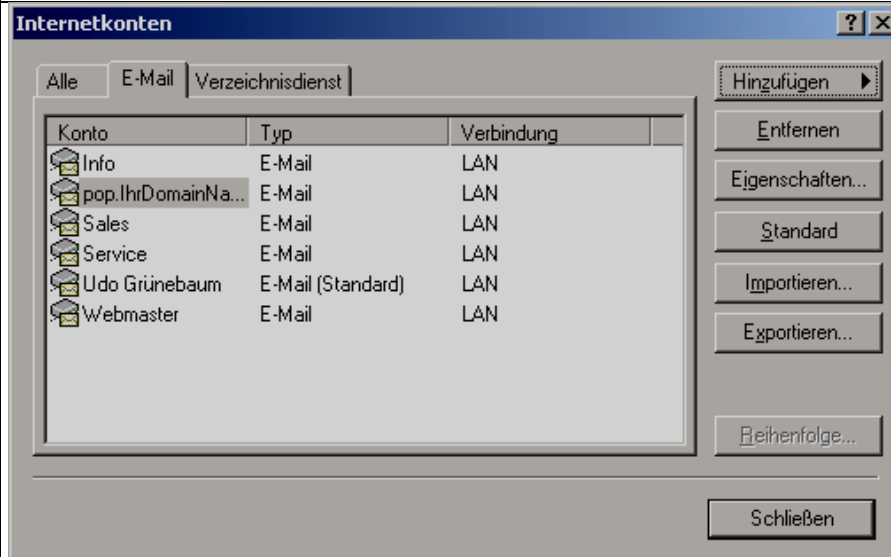 Internetkonten
Alle E-Mail Verzeichnisdienst
Konto Typ Verbindung
Info E-Mail LAN
pop.IhrDomainNa... E-Mail LAN
Sales E-Mail LAN
Service E-Mail LAN
Udo Grünebaum E-Mail (Standard) LAN
Webmaster E-Mail LAN
Hinzufügen
Entfernen
Eigenschaften...
Standard
Importieren...
Exportieren...
Reihenfolge...
Schließen